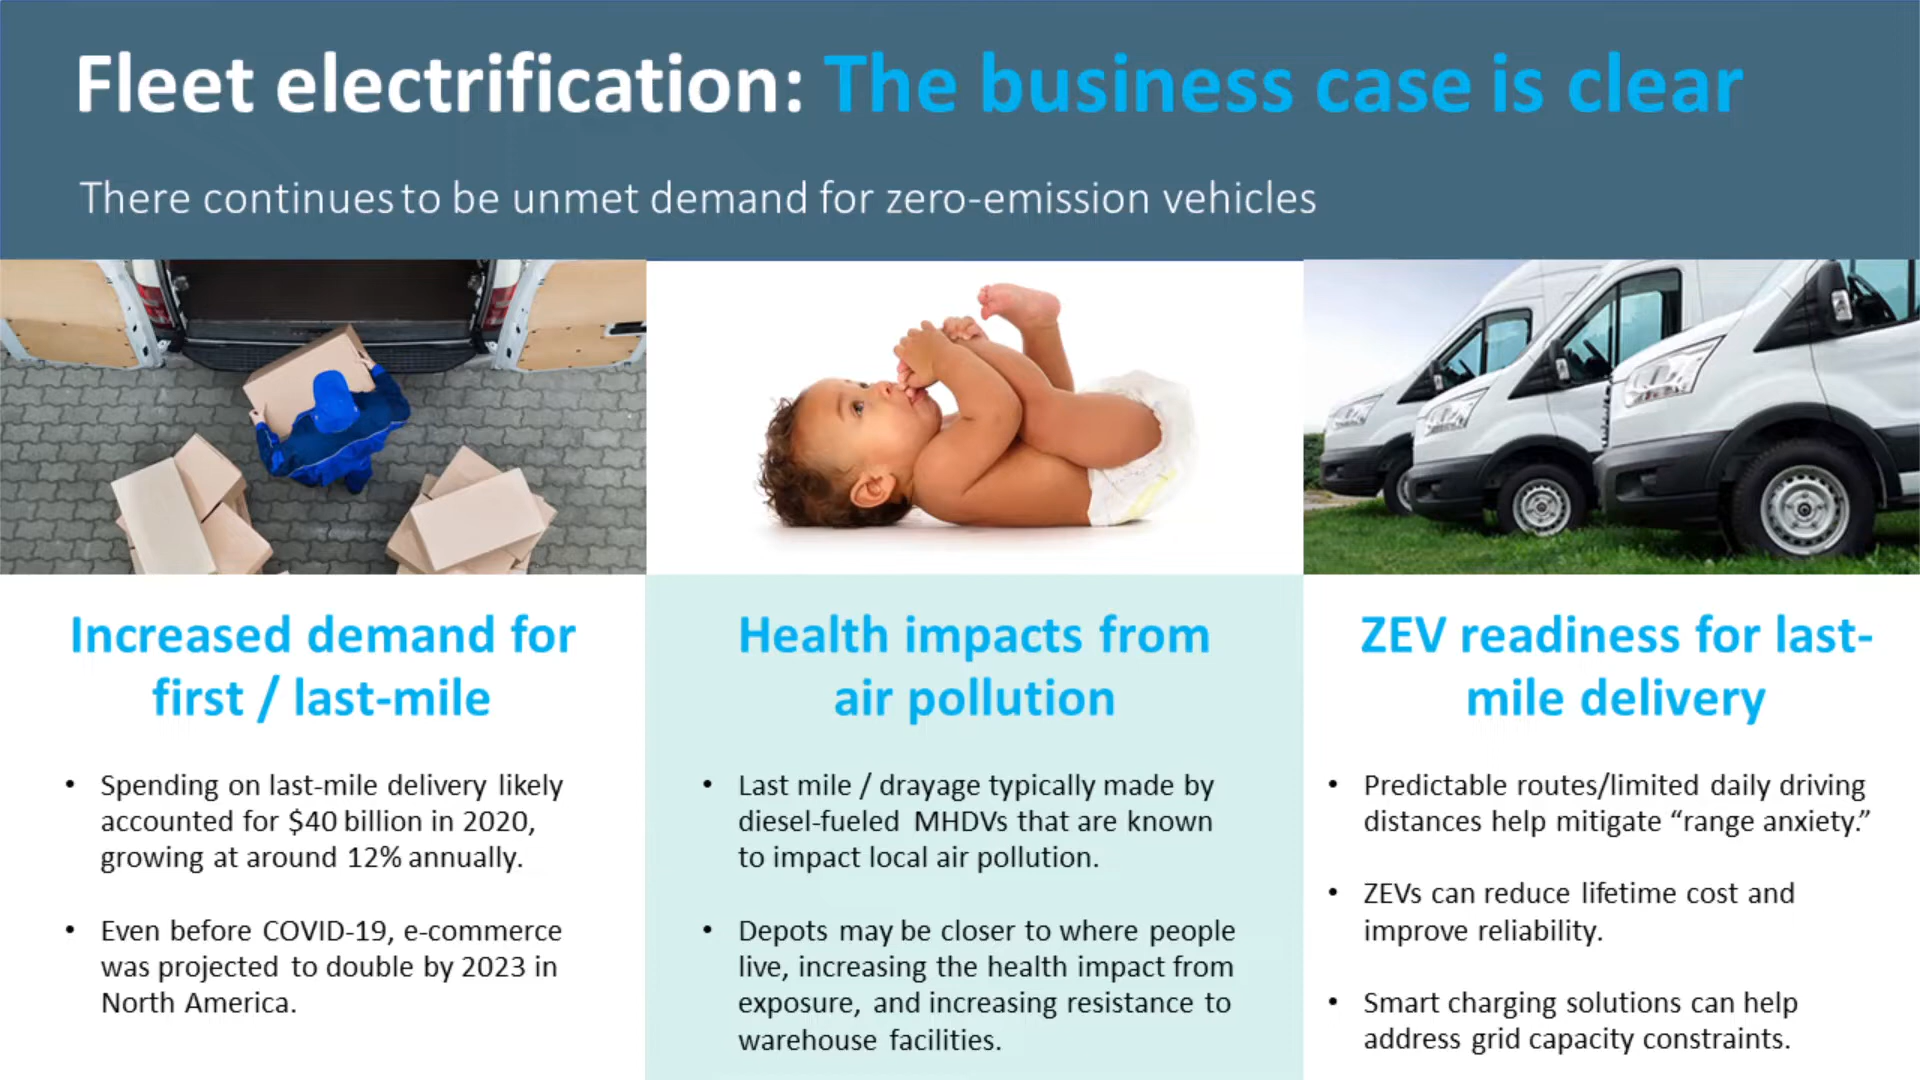 Fleet electrification: The business case is clear
There continues to be unmet demand for zero-emission vehicles
Increased demand for
first / last-mile
• Spending on last-mile delivery likely
accounted for $40 billion in 2020,
growing at around 12% annually.
• Even before COVID-19, e-commerce
was projected to double by 2023 in
North America.
Health impacts from
air pollution
• Last mile / drayage typically made by
diesel-fueled MHDVs that are known
to impact local air pollution.
• Depots may be closer to where people
live, increasing the health impact from
exposure, and increasing resistance to
warehouse facilities.
ZEV readiness for last-
mile delivery
• Predictable routes/limited daily driving
distances help mitigate “range anxiety.”
• ZEVs can reduce lifetime cost and
improve reliability.
• Smart charging solutions can help
address grid capacity constraints.